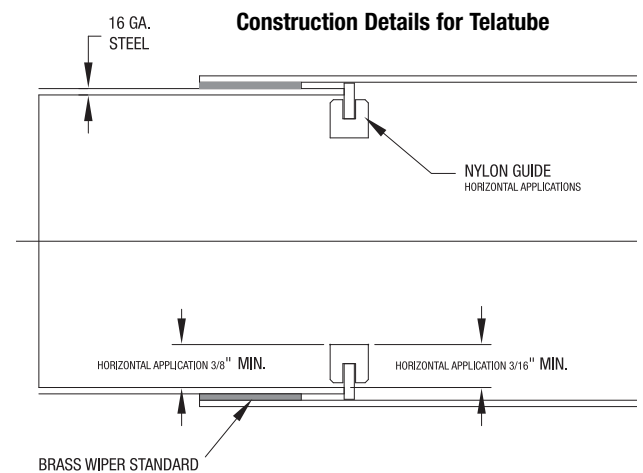 Construction Details for Telatube
16 GA.
STEEL
NYLON GUIDE
HORIZONTAL APPLICATIONS
HORIZONTAL APPLICATION 3/8" MIN.
HORIZONTAL APPLICATION 3/16" MIN.
BRASS WIPER STANDARD